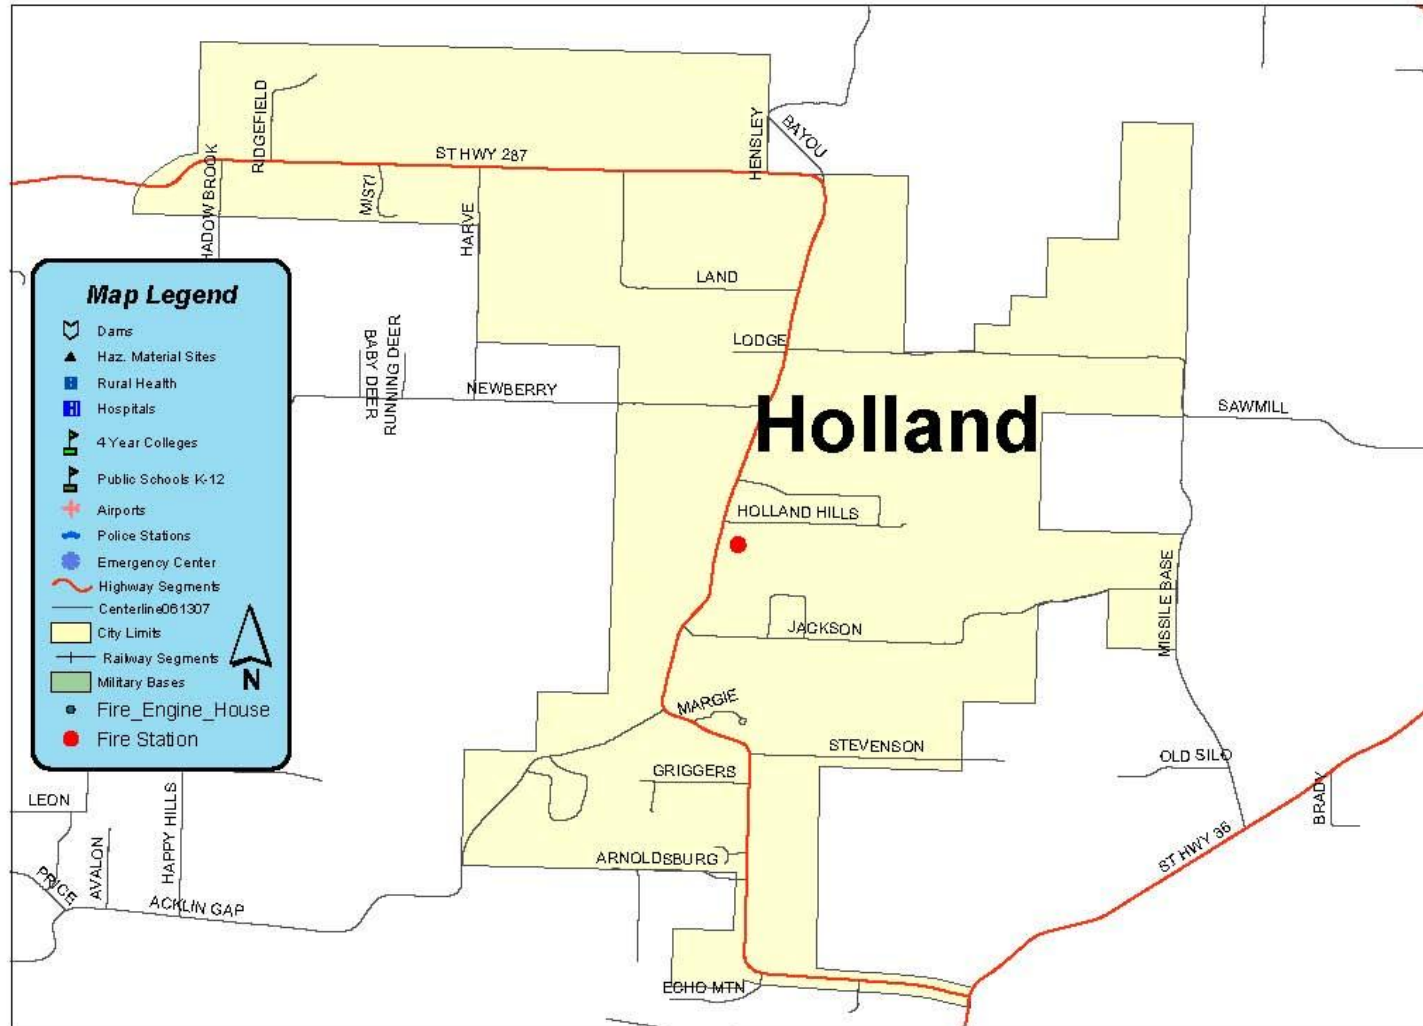 RIDGEFIELD
HENSLEY
BAYOU
ST HWY 287
HADOW BROOK
MISTI
HARVE
LAND
LODGE
BABY DEER
RUNNING DEER
NEWBERRY
Holland
SAWMILL
HOLLAND HILLS
JACKSON
MISSILE BASE
MARGIE
STEVENSON
GRIGGERS
OLD SILO
BRADY
ST HWY 36
ARNOLDSBURG
ECHO MTN
LEON
HAPPY HILLS
AVALON
PRICE
ACKLIN GAP
Map Legend
Dams
Haz. Material Sites
Rural Health
Hospitals
4 Year Colleges
Public Schools K-12
Airports
Police Stations
Emergency Center
Highway Segments
Centerline061307
City Limits
Railway Segments
Military Bases
Fire_Engine_House
Fire Station
N